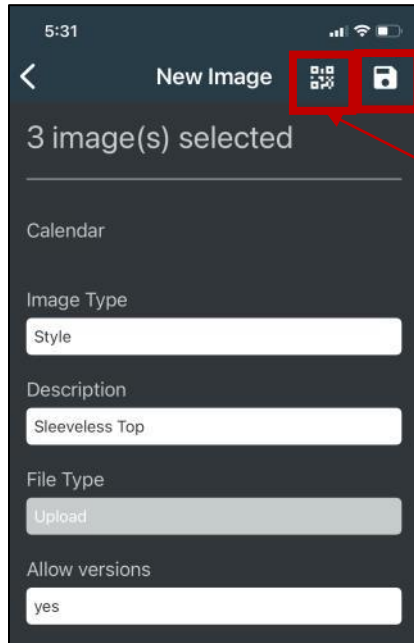 5:31
New Image
3 image(s) selected
Calendar
Image Type
Style
Description
Sleeveless Top
File Type
Upload
Allow versions
yes